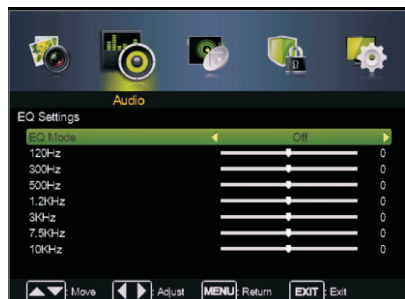 Audio
EQ Settings
EQ Mode Off
120Hz 0
300Hz 0
500Hz 0
1.2KHz 0
3KHz 0
7.5KHz 0
10KHz 0
: Move : Adjust MENU: Return EXIT: Exit